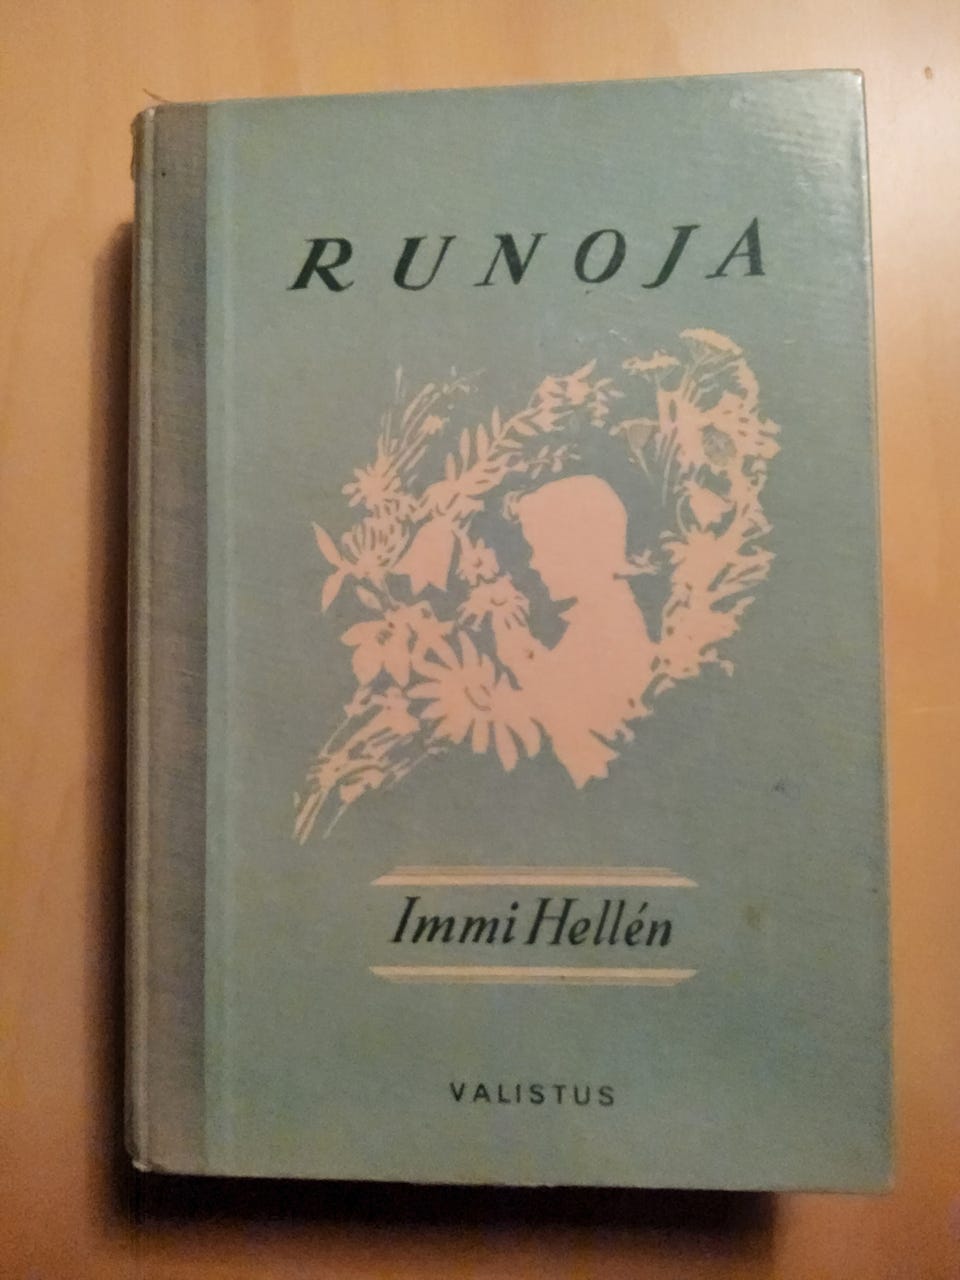 RUNOJA
Immi Hellén
VALISTUS